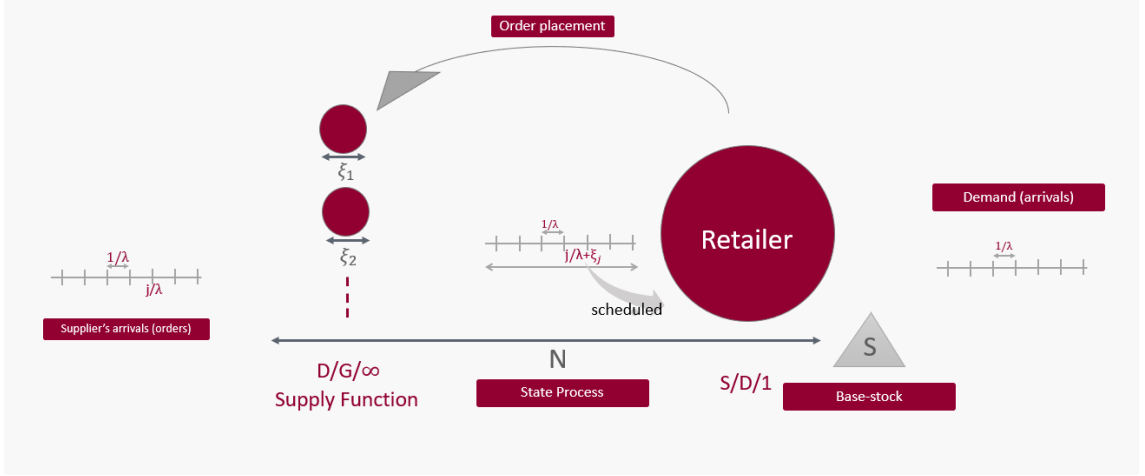 Order placement
ξ1
ξ2
1/λ
j/λ
Supplier's arrivals (orders)
1/λ
j/λ+ξj
scheduled
Retailer
Demand (arrivals)
1/λ
S
N
D/G/∞
Supply Function
State Process
S/D/1
Base-stock